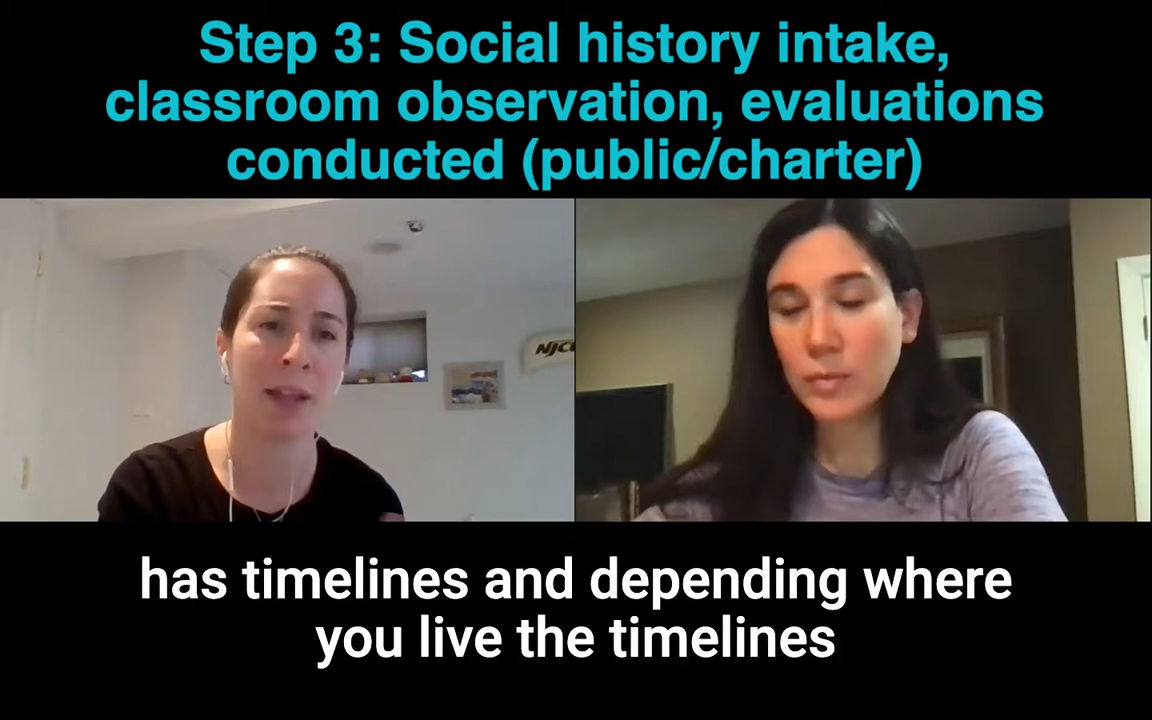 Step 3: Social history intake,
classroom observation, evaluations
conducted (public/charter)
has timelines and depending where
you live the timelines